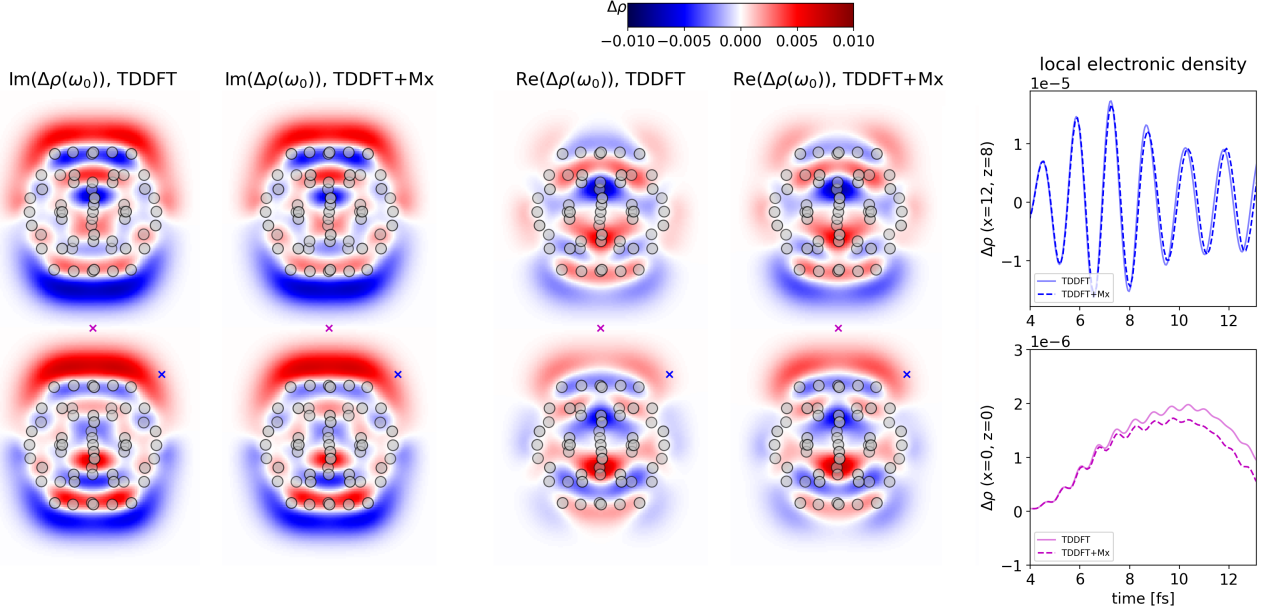 Δρ
−0.010 −0.005 0.000 0.005 0.010
Im(Δρ(ω₀)), TDDFT
Im(Δρ(ω₀)), TDDFT+Mx
Re(Δρ(ω₀)), TDDFT
Re(Δρ(ω₀)), TDDFT+Mx
local electronic density
1e−5
Δρ (x=12, z=8)
1
0
−1
TDDFT
TDDFT+Mx
4 6 8 10 12
1e−6
Δρ (x=0, z=0)
3
2
1
0
−1
TDDFT
TDDFT+Mx
4 6 8 10 12
time [fs]